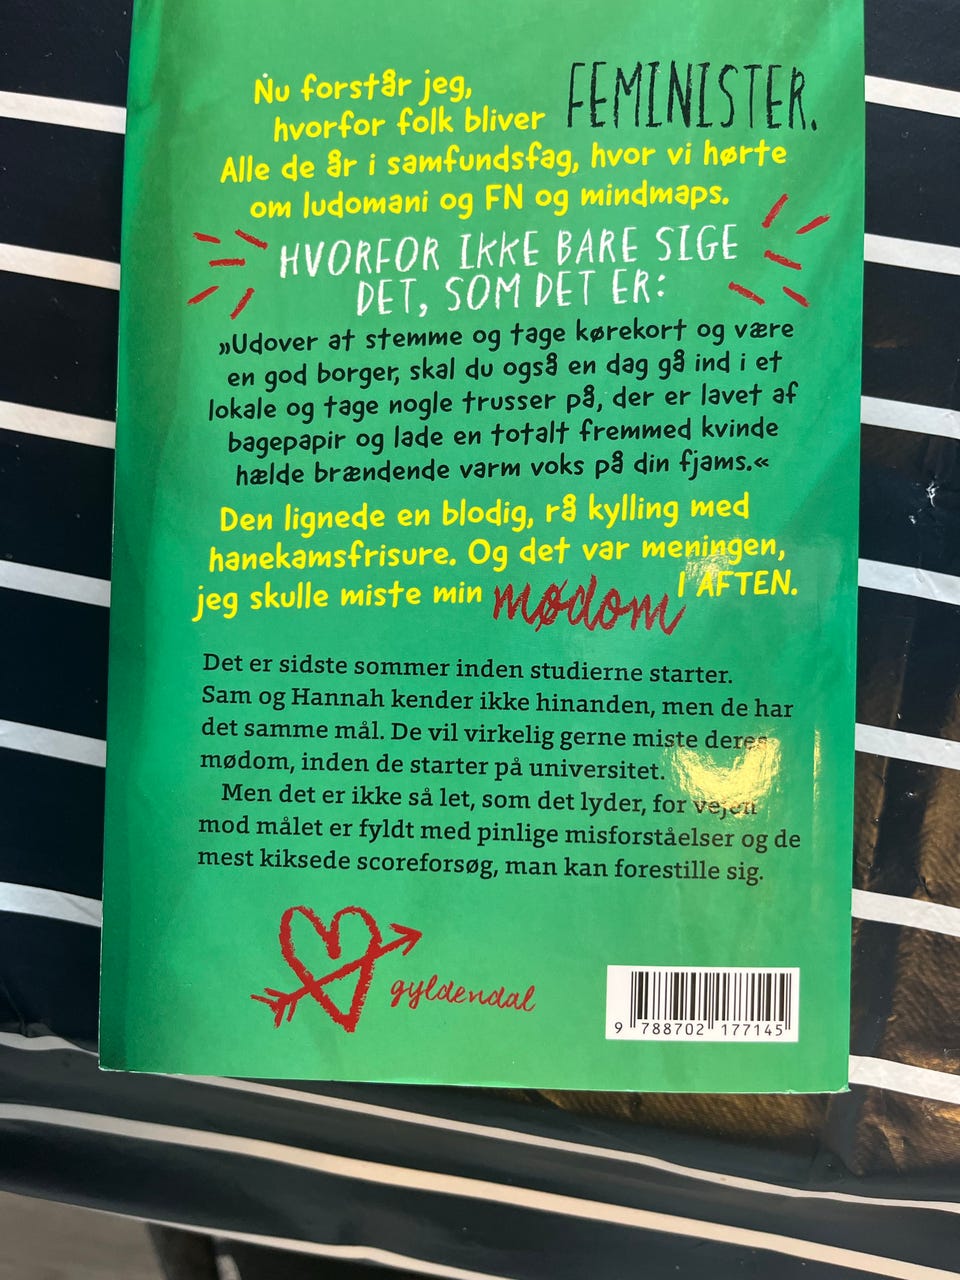 Nu forstår jeg,
hvorfor folk bliver FEMINISTER.
Alle de år i samfundsfag, hvor vi hørte
om ludomani og FN og mindmaps.
HVORFOR IKKE BARE SIGE
DET, SOM DET ER:
»Udover at stemme og tage kørekort og være
en god borger, skal du også en dag gå ind i et
lokale og tage nogle trusser på, der er lavet af
bagepapir og lade en totalt fremmed kvinde
hælde brændende varm voks på din fjams.«
Den lignede en blodig, rå kylling med
hanekamsfrisure. Og det var meningen,
jeg skulle miste min mødom I AFTEN.
Det er sidste sommer inden studierne starter.
Sam og Hannah kender ikke hinanden, men de har
det samme mål. De vil virkelig gerne miste deres
mødom, inden de starter på universitet.
Men det er ikke så let, som det lyder, for vejen
mod målet er fyldt med pinlige misforståelser og de
mest kiksede scoreforsøg, man kan forestille sig.
gyldendal
9 788702 177145